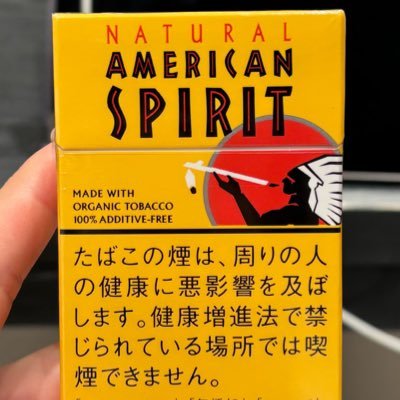 NATURAL
AMERICAN
SPIRIT
MADE WITH
ORGANIC TOBACCO
100% ADDITIVE-FREE
たばこの煙は、周りの人
の健康に悪影響を及ぼ
します。健康増進法で禁
じられている場所では喫
煙できません。